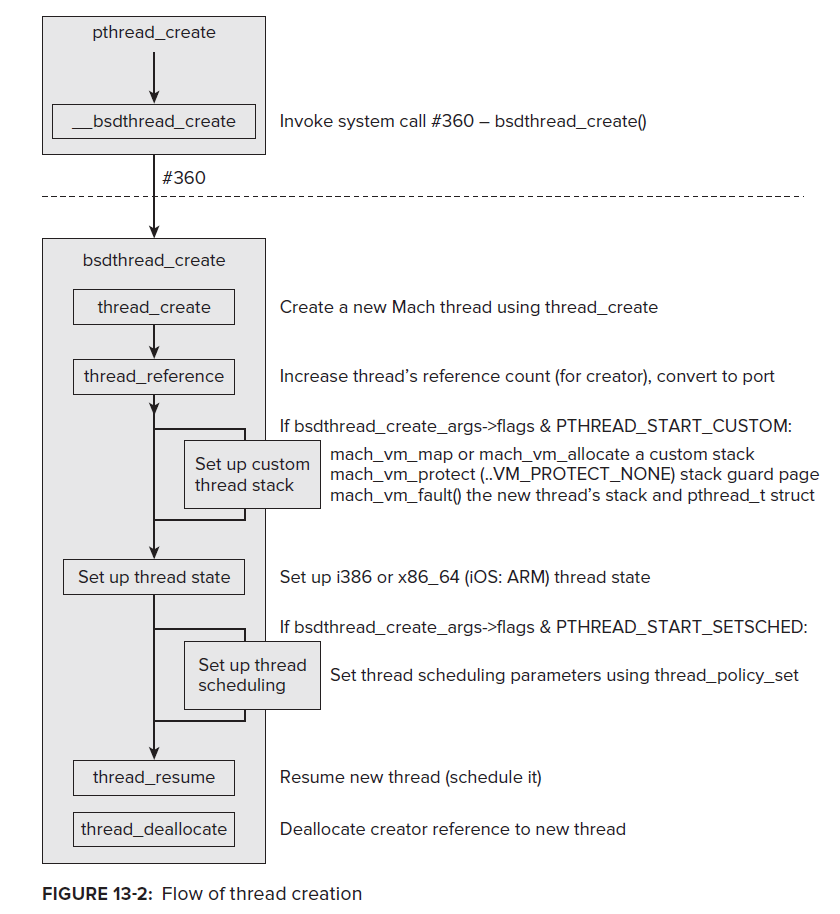 pthread_create
__bsdthread_create
Invoke system call #360 – bsdthread_create()
#360
bsdthread_create
thread_create
Create a new Mach thread using thread_create
thread_reference
Increase thread’s reference count (for creator), convert to port
If bsdthread_create_args->flags & PTHREAD_START_CUSTOM:
Set up custom
thread stack
mach_vm_map or mach_vm_allocate a custom stack
mach_vm_protect (..VM_PROTECT_NONE) stack guard page
mach_vm_fault() the new thread’s stack and pthread_t struct
Set up thread state
Set up i386 or x86_64 (iOS: ARM) thread state
If bsdthread_create_args->flags & PTHREAD_START_SETSCHED:
Set up thread
scheduling
Set thread scheduling parameters using thread_policy_set
thread_resume
Resume new thread (schedule it)
thread_deallocate
Deallocate creator reference to new thread
FIGURE 13-2: Flow of thread creation